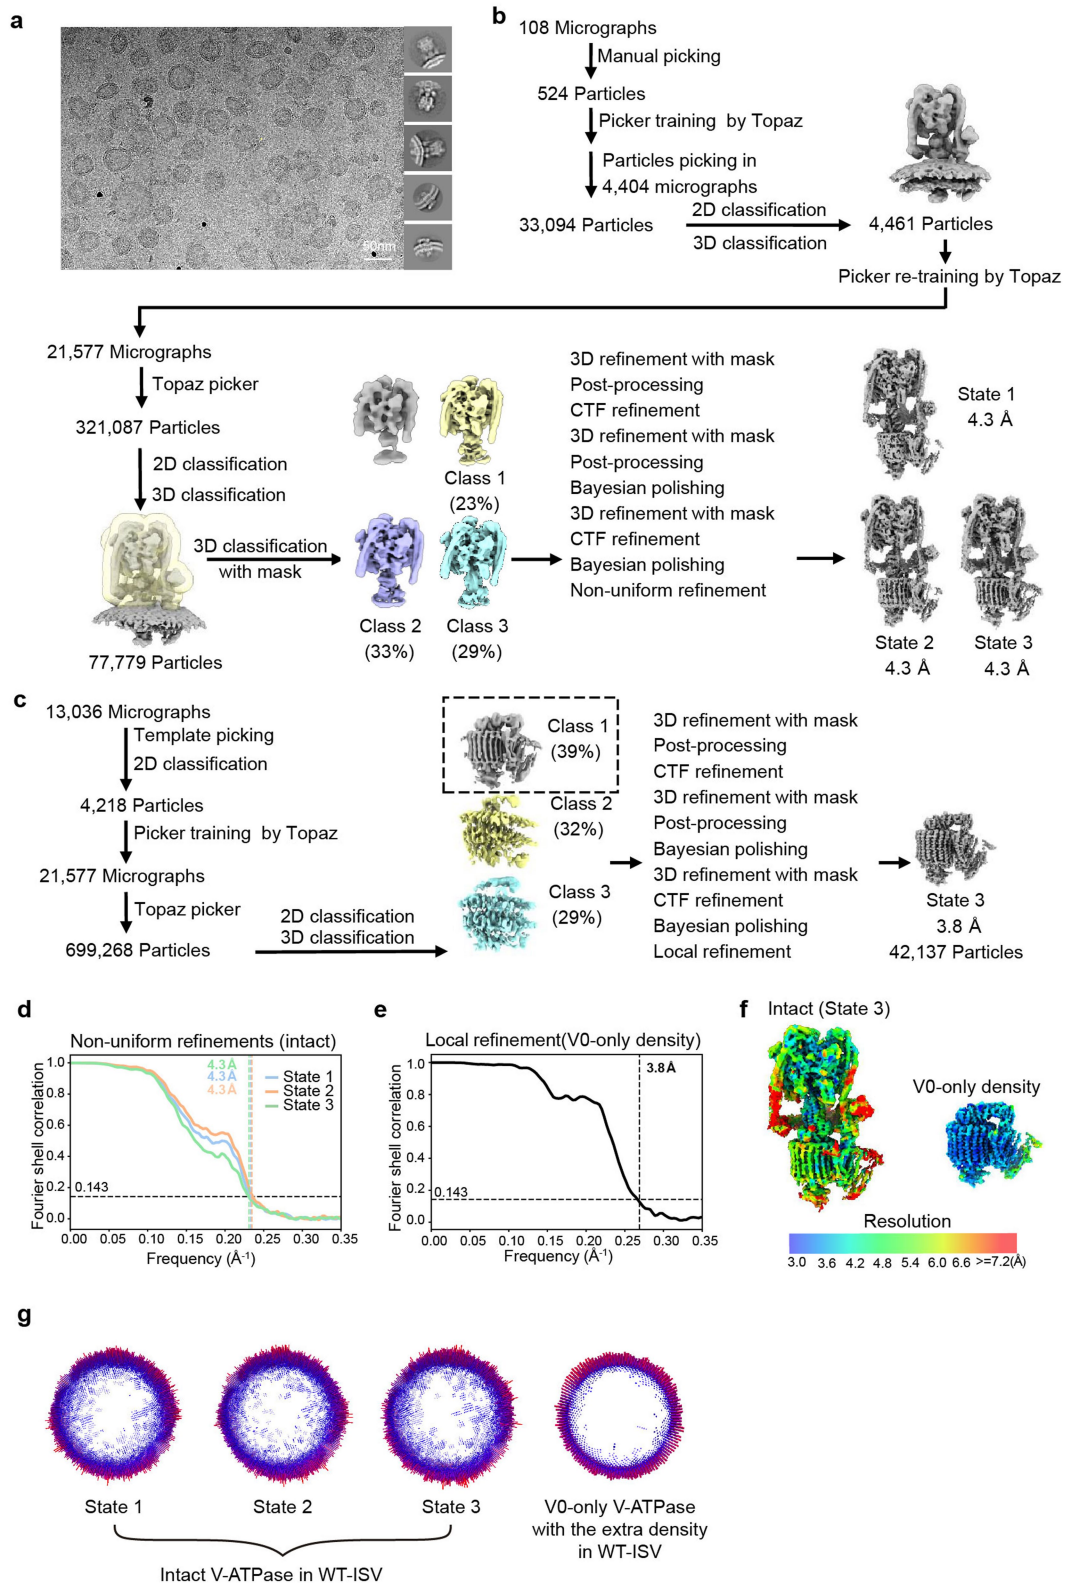 a
50nm
b
108 Micrographs
Manual picking
524 Particles
Picker training by Topaz
Particles picking in
4,404 micrographs
33,094 Particles
2D classification
3D classification
4,461 Particles
Picker re-training by Topaz
21,577 Micrographs
Topaz picker
321,087 Particles
2D classification
3D classification
77,779 Particles
3D classification
with mask
Class 1
(23%)
Class 2
(33%)
Class 3
(29%)
3D refinement with mask
Post-processing
CTF refinement
3D refinement with mask
Post-processing
Bayesian polishing
3D refinement with mask
CTF refinement
Bayesian polishing
Non-uniform refinement
State 1
4.3 Å
State 2
4.3 Å
State 3
4.3 Å
c
13,036 Micrographs
Template picking
2D classification
4,218 Particles
Picker training by Topaz
21,577 Micrographs
Topaz picker
699,268 Particles
2D classification
3D classification
Class 1
(39%)
Class 2
(32%)
Class 3
(29%)
3D refinement with mask
Post-processing
CTF refinement
3D refinement with mask
Post-processing
Bayesian polishing
3D refinement with mask
CTF refinement
Bayesian polishing
Local refinement
State 3
3.8 Å
42,137 Particles
d
Non-uniform refinements (intact)
4.3Å
4.3Å
4.3Å
State 1
State 2
State 3
Fourier shell correlation
1.0
0.8
0.6
0.4
0.2
0.0
0.143
0.00 0.05 0.10 0.15 0.20 0.25 0.30 0.35
Frequency (Å⁻¹)
e
Local refinement(V0-only density)
3.8Å
Fourier shell correlation
1.0
0.8
0.6
0.4
0.2
0.0
0.143
0.00 0.05 0.10 0.15 0.20 0.25 0.30 0.35
Frequency (Å⁻¹)
f
Intact (State 3)
V0-only density
Resolution
3.0 3.6 4.2 4.8 5.4 6.0 6.6 >=7.2(Å)
g
State 1
State 2
State 3
Intact V-ATPase in WT-ISV
V0-only V-ATPase
with the extra density
in WT-ISV